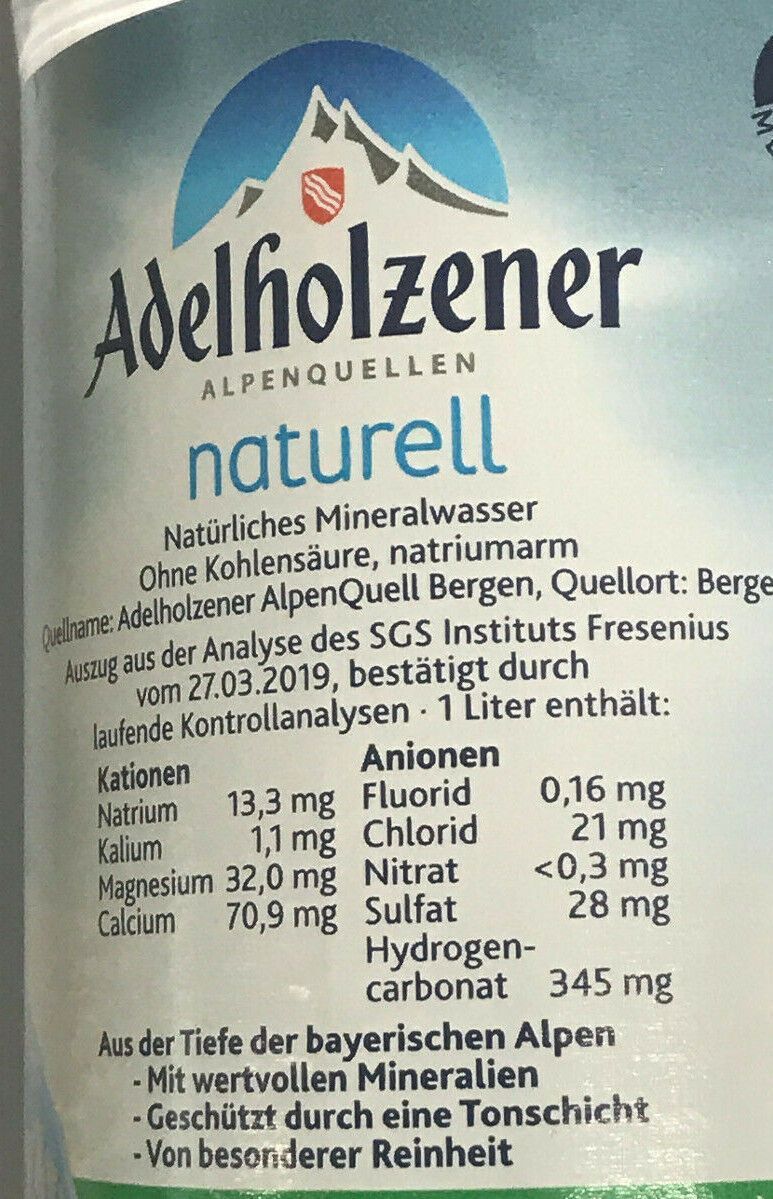 Adelholzener
ALPENQUELLEN
naturell
Natürliches Mineralwasser
Ohne Kohlensäure, natriumarm
Quellname: Adelholzener AlpenQuell Bergen, Quellort: Berge
Auszug aus der Analyse des SGS Instituts Fresenius
vom 27.03.2019, bestätigt durch
laufende Kontrollanalysen · 1 Liter enthält:
Kationen Anionen
Natrium 13,3 mg Fluorid 0,16 mg
Kalium 1,1 mg Chlorid 21 mg
Magnesium 32,0 mg Nitrat <0,3 mg
Calcium 70,9 mg Sulfat 28 mg
Hydrogen-
carbonat 345 mg
Aus der Tiefe der bayerischen Alpen
- Mit wertvollen Mineralien
- Geschützt durch eine Tonschicht
- Von besonderer Reinheit